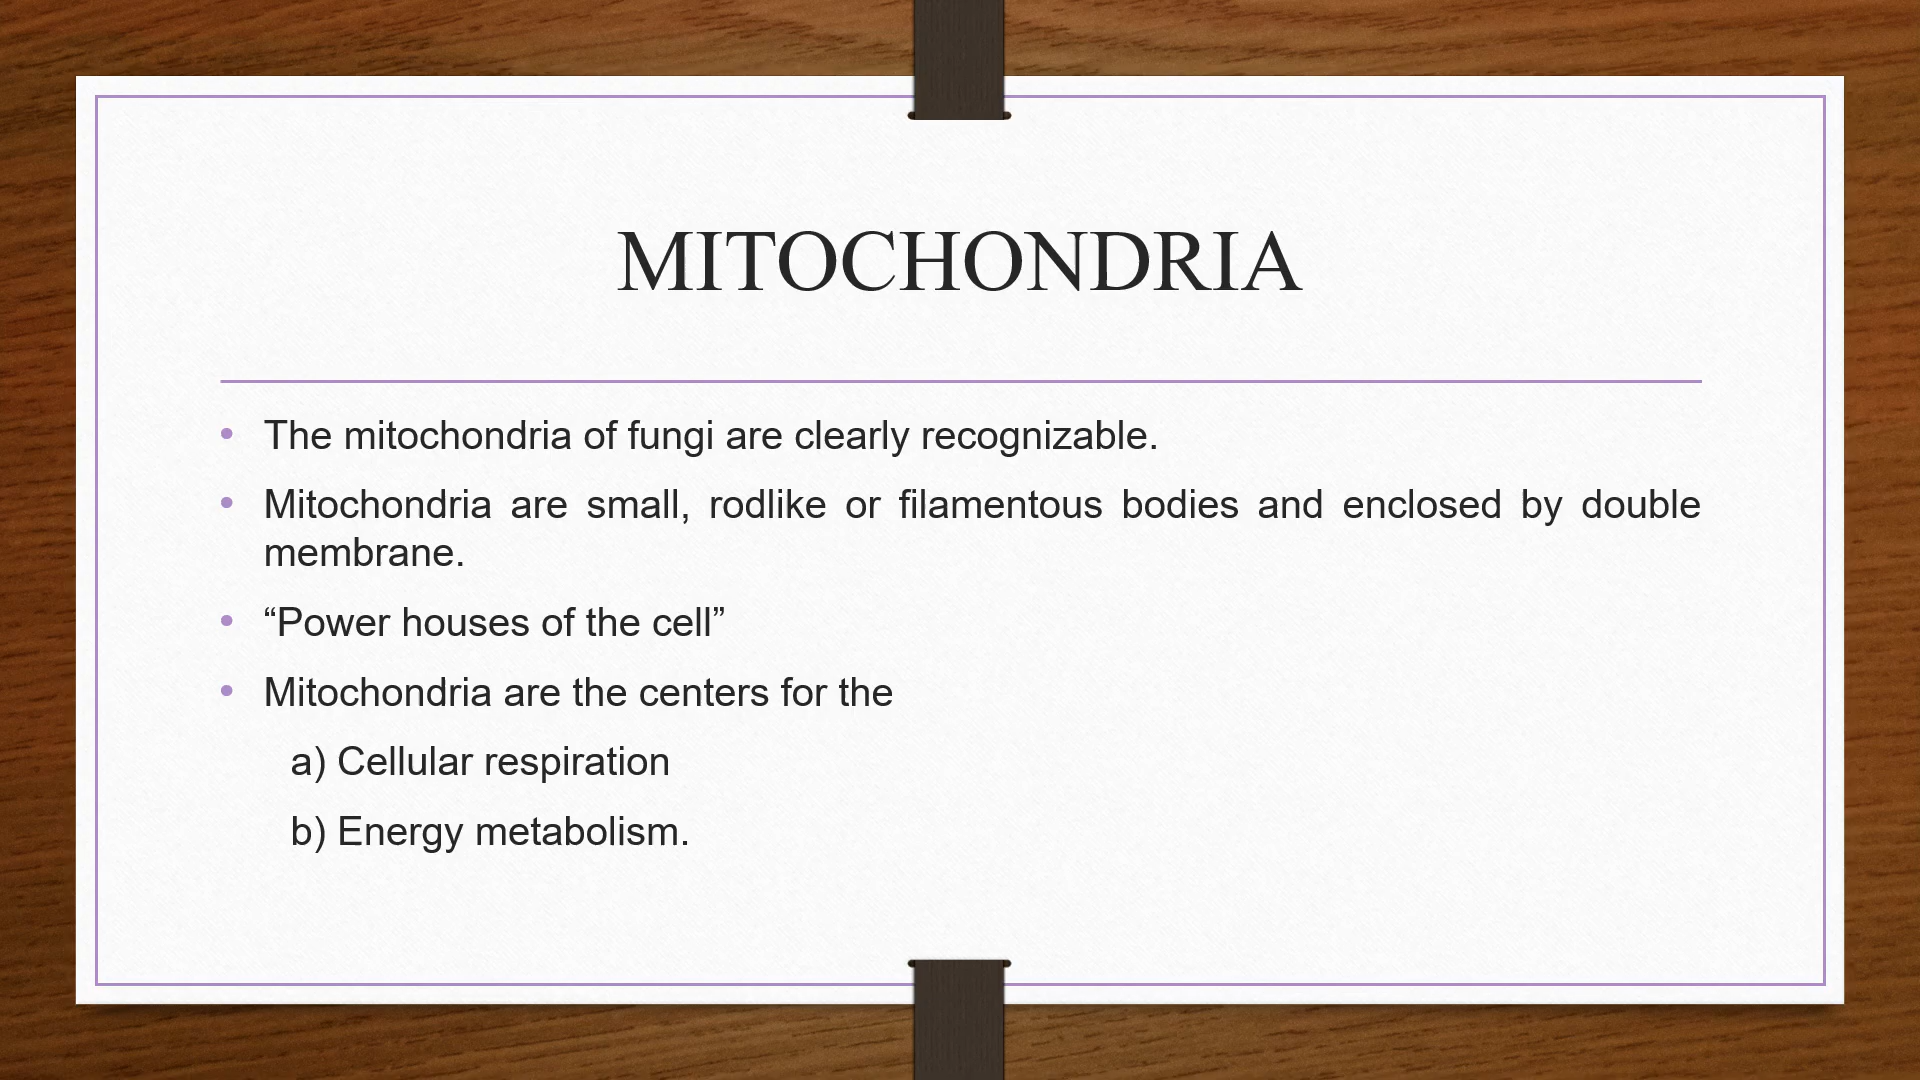 MITOCHONDRIA
• The mitochondria of fungi are clearly recognizable.
• Mitochondria are small, rodlike or filamentous bodies and enclosed by double
membrane.
• “Power houses of the cell”
• Mitochondria are the centers for the
a) Cellular respiration
b) Energy metabolism.